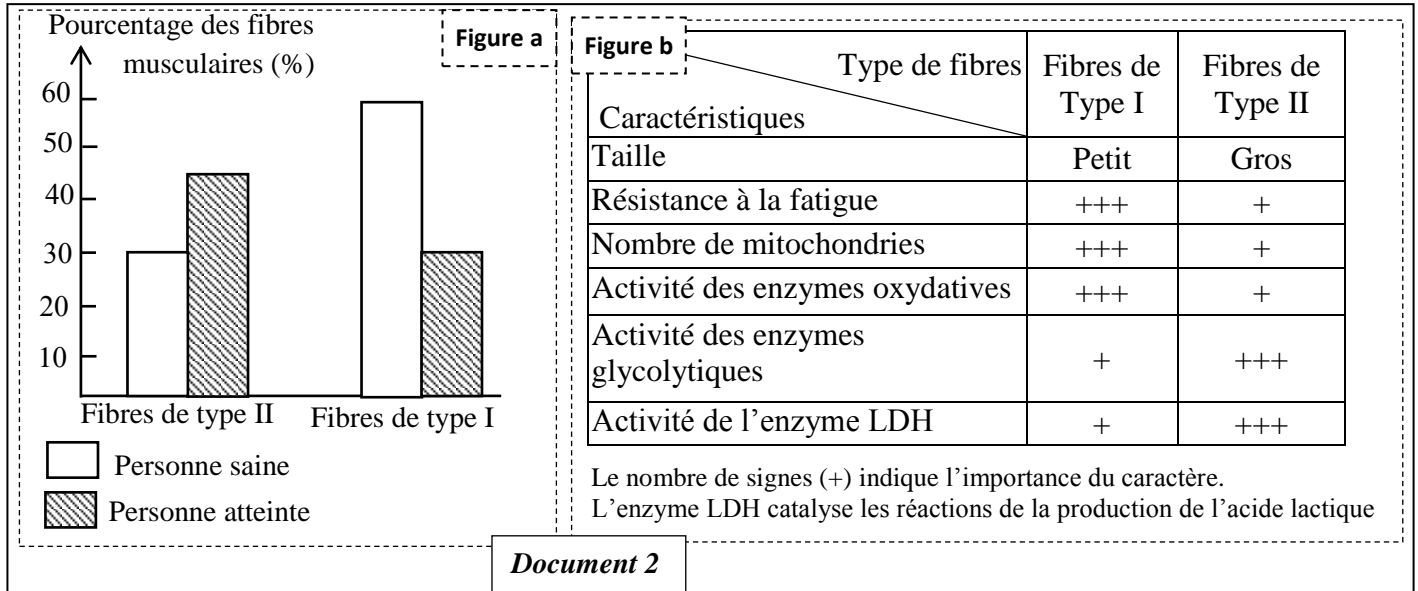 Pourcentage des fibres
musculaires (%)
Figure a
60
50
40
30
20
10
Fibres de type II
Fibres de type I
Personne saine
Personne atteinte
Figure b
Type de fibres
Caractéristiques
Fibres de
Type I
Fibres de
Type II
Taille Petit Gros
Résistance à la fatigue +++ +
Nombre de mitochondries +++ +
Activité des enzymes oxydatives +++ +
Activité des enzymes
glycolytiques + +++
Activité de l’enzyme LDH + +++
Le nombre de signes (+) indique l’importance du caractère.
L’enzyme LDH catalyse les réactions de la production de l’acide lactique
Document 2